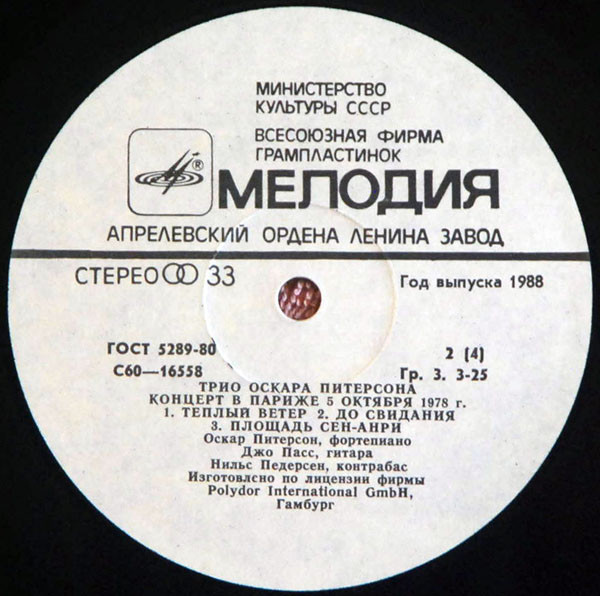 МИНИСТЕРСТВО
КУЛЬТУРЫ СССР
ВСЕСОЮЗНАЯ ФИРМА
ГРАМПЛАСТИНОК
®
МЕЛОДИЯ
АПРЕЛЕВСКИЙ ОРДЕНА ЛЕНИНА ЗАВОД
СТЕРЕО 33
Год выпуска 1988
ГОСТ 5289-80
2 (4)
С60—16558
Гр. 3. 3-25
ТРИО ОСКАРА ПИТЕРСОНА
КОНЦЕРТ В ПАРИЖЕ 5 ОКТЯБРЯ 1978 г.
1. ТЕПЛЫЙ ВЕТЕР 2. ДО СВИДАНИЯ
3. ПЛОЩАДЬ СЕН-АНРИ
Оскар Питерсон, фортепиано
Джо Пасс, гитара
Нильс Педерсен, контрабас
Изготовлсно по лицензии фирмы
Polydor International GmbH,
Гамбург